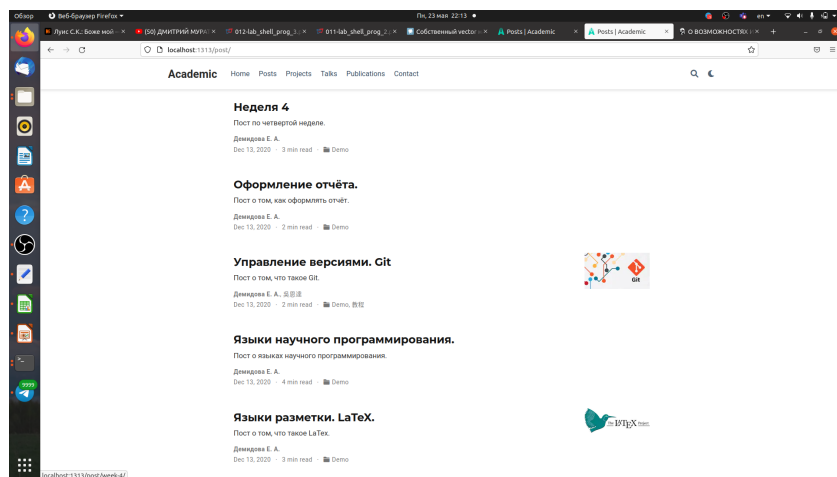 Обзор
Веб-браузер Firefox
Пн, 23 мая 22:13
en
Луис С.К.: Боже мой
(50) ДМИТРИЙ МУРАТ
012-lab_shell_prog_3.p
011-lab_shell_prog_2.p
Собственный vector
Posts | Academic
Posts | Academic
О ВОЗМОЖНОСТЯХ
localhost:1313/post/
Academic
Home Posts Projects Talks Publications Contact
Неделя 4
Пост по четвертой неделе.
Демидова Е. А.
Dec 13, 2020 · 3 min read · Demo
Оформление отчёта.
Пост о том, как оформлять отчёт.
Демидова Е. А.
Dec 13, 2020 · 2 min read · Demo
Управление версиями. Git
Пост о том, что такое Git.
Git
Демидова Е. А., 吳恩達
Dec 13, 2020 · 2 min read · Demo, 教程
Языки научного программирования.
Пост о языках научного программирования.
Демидова Е. А.
Dec 13, 2020 · 4 min read · Demo
Языки разметки. LaTeX.
Пост о том, что такое LaTex.
The LATEX Project
Демидова Е. А.
Dec 13, 2020 · 3 min read · Demo
localhost:1313/post/week-4/